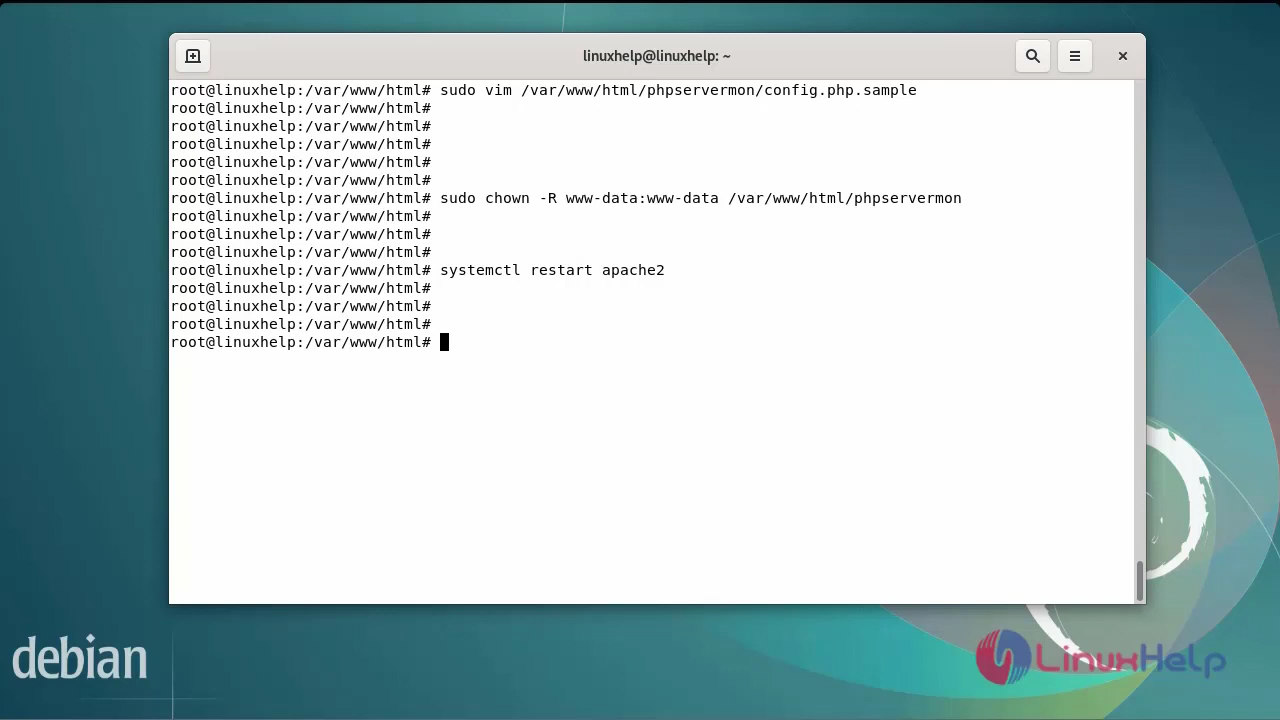 linuxhelp@linuxhelp: ~
root@linuxhelp:/var/www/html# sudo vim /var/www/html/phpservermon/config.php.sample
root@linuxhelp:/var/www/html#
root@linuxhelp:/var/www/html#
root@linuxhelp:/var/www/html#
root@linuxhelp:/var/www/html#
root@linuxhelp:/var/www/html#
root@linuxhelp:/var/www/html# sudo chown -R www-data:www-data /var/www/html/phpservermon
root@linuxhelp:/var/www/html#
root@linuxhelp:/var/www/html#
root@linuxhelp:/var/www/html#
root@linuxhelp:/var/www/html# systemctl restart apache2
root@linuxhelp:/var/www/html#
root@linuxhelp:/var/www/html#
root@linuxhelp:/var/www/html#
root@linuxhelp:/var/www/html#
debian
LinuxHelp